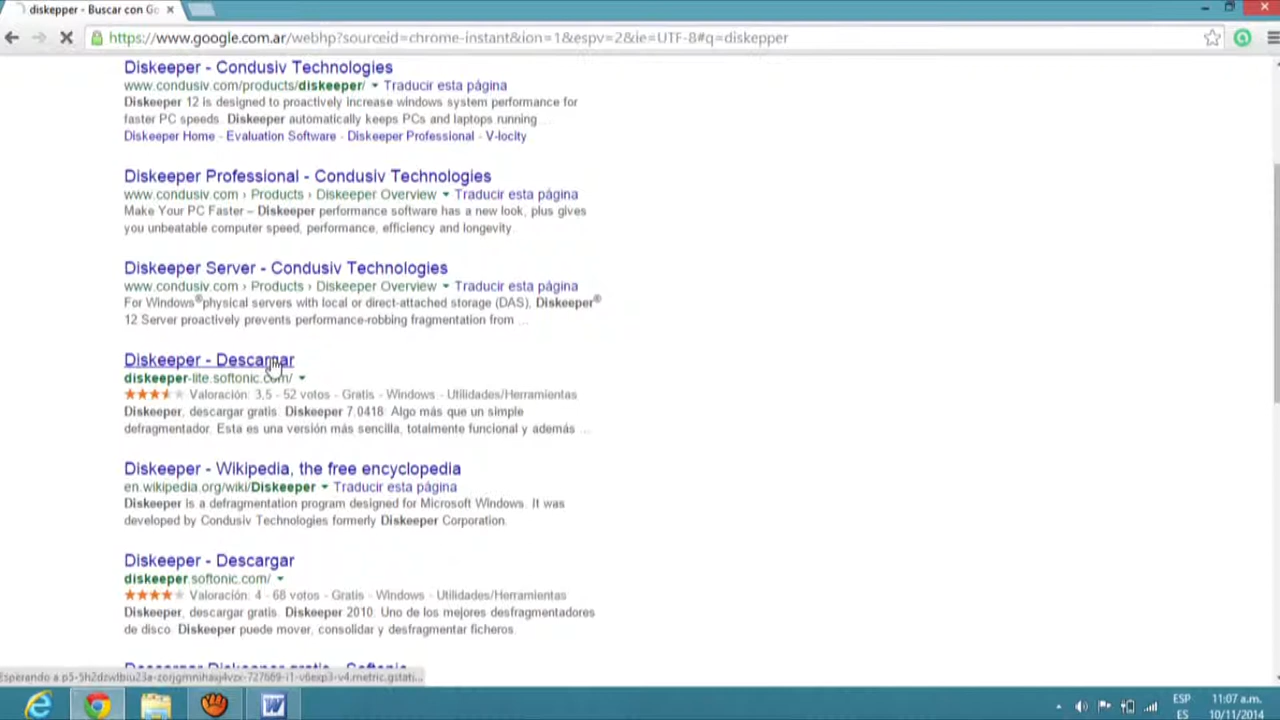 diskepper - Buscar con Go
https://www.google.com.ar/webhp?sourceid=chrome-instant&ion=1&espv=2&ie=UTF-8#q=diskepper
Diskeeper - Condusiv Technologies
www.condusiv.com/products/diskeeper/ Traducir esta página
Diskeeper 12 is designed to proactively increase windows system performance for
faster PC speeds. Diskeeper automatically keeps PCs and laptops running ...
Diskeeper Home - Evaluation Software - Diskeeper Professional - V-locity
Diskeeper Professional - Condusiv Technologies
www.condusiv.com › Products › Diskeeper Overview Traducir esta página
Make Your PC Faster – Diskeeper performance software has a new look, plus gives
you unbeatable computer speed, performance, efficiency and longevity.
Diskeeper Server - Condusiv Technologies
www.condusiv.com › Products › Diskeeper Overview Traducir esta página
For Windows® physical servers with local or direct-attached storage (DAS), Diskeeper®
12 Server proactively prevents performance-robbing fragmentation from ...
Diskeeper - Descargar
diskeeper-lite.softonic.com/
Valoración: 3,5 - 52 votos - Gratis - Windows - Utilidades/Herramientas
Diskeeper, descargar gratis. Diskeeper 7.0418: Algo más que un simple
defragmentador. Esta es una versión más sencilla, totalmente funcional y además ...
Diskeeper - Wikipedia, the free encyclopedia
en.wikipedia.org/wiki/Diskeeper Traducir esta página
Diskeeper is a defragmentation program designed for Microsoft Windows. It was
developed by Condusiv Technologies formerly Diskeeper Corporation.
Diskeeper - Descargar
diskeeper.softonic.com/
Valoración: 4 - 68 votos - Gratis - Windows - Utilidades/Herramientas
Diskeeper, descargar gratis. Diskeeper 2010: Uno de los mejores desfragmentadores
de disco. Diskeeper puede mover, consolidar y desfragmentar ficheros.
Descargar Diskeeper gratis - Softonic
Esperando a
ESP 11:07 a.m.
ES 10/11/2014